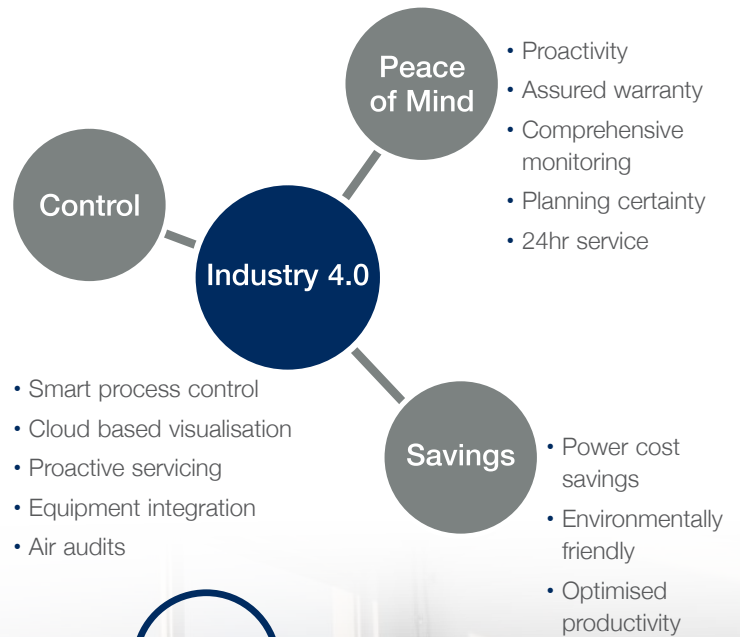 Peace
of Mind
• Proactivity
• Assured warranty
• Comprehensive
monitoring
• Planning certainty
• 24hr service
Control
Industry 4.0
• Smart process control
• Cloud based visualisation
• Proactive servicing
• Equipment integration
• Air audits
Savings
• Power cost
savings
• Environmentally
friendly
• Optimised
productivity